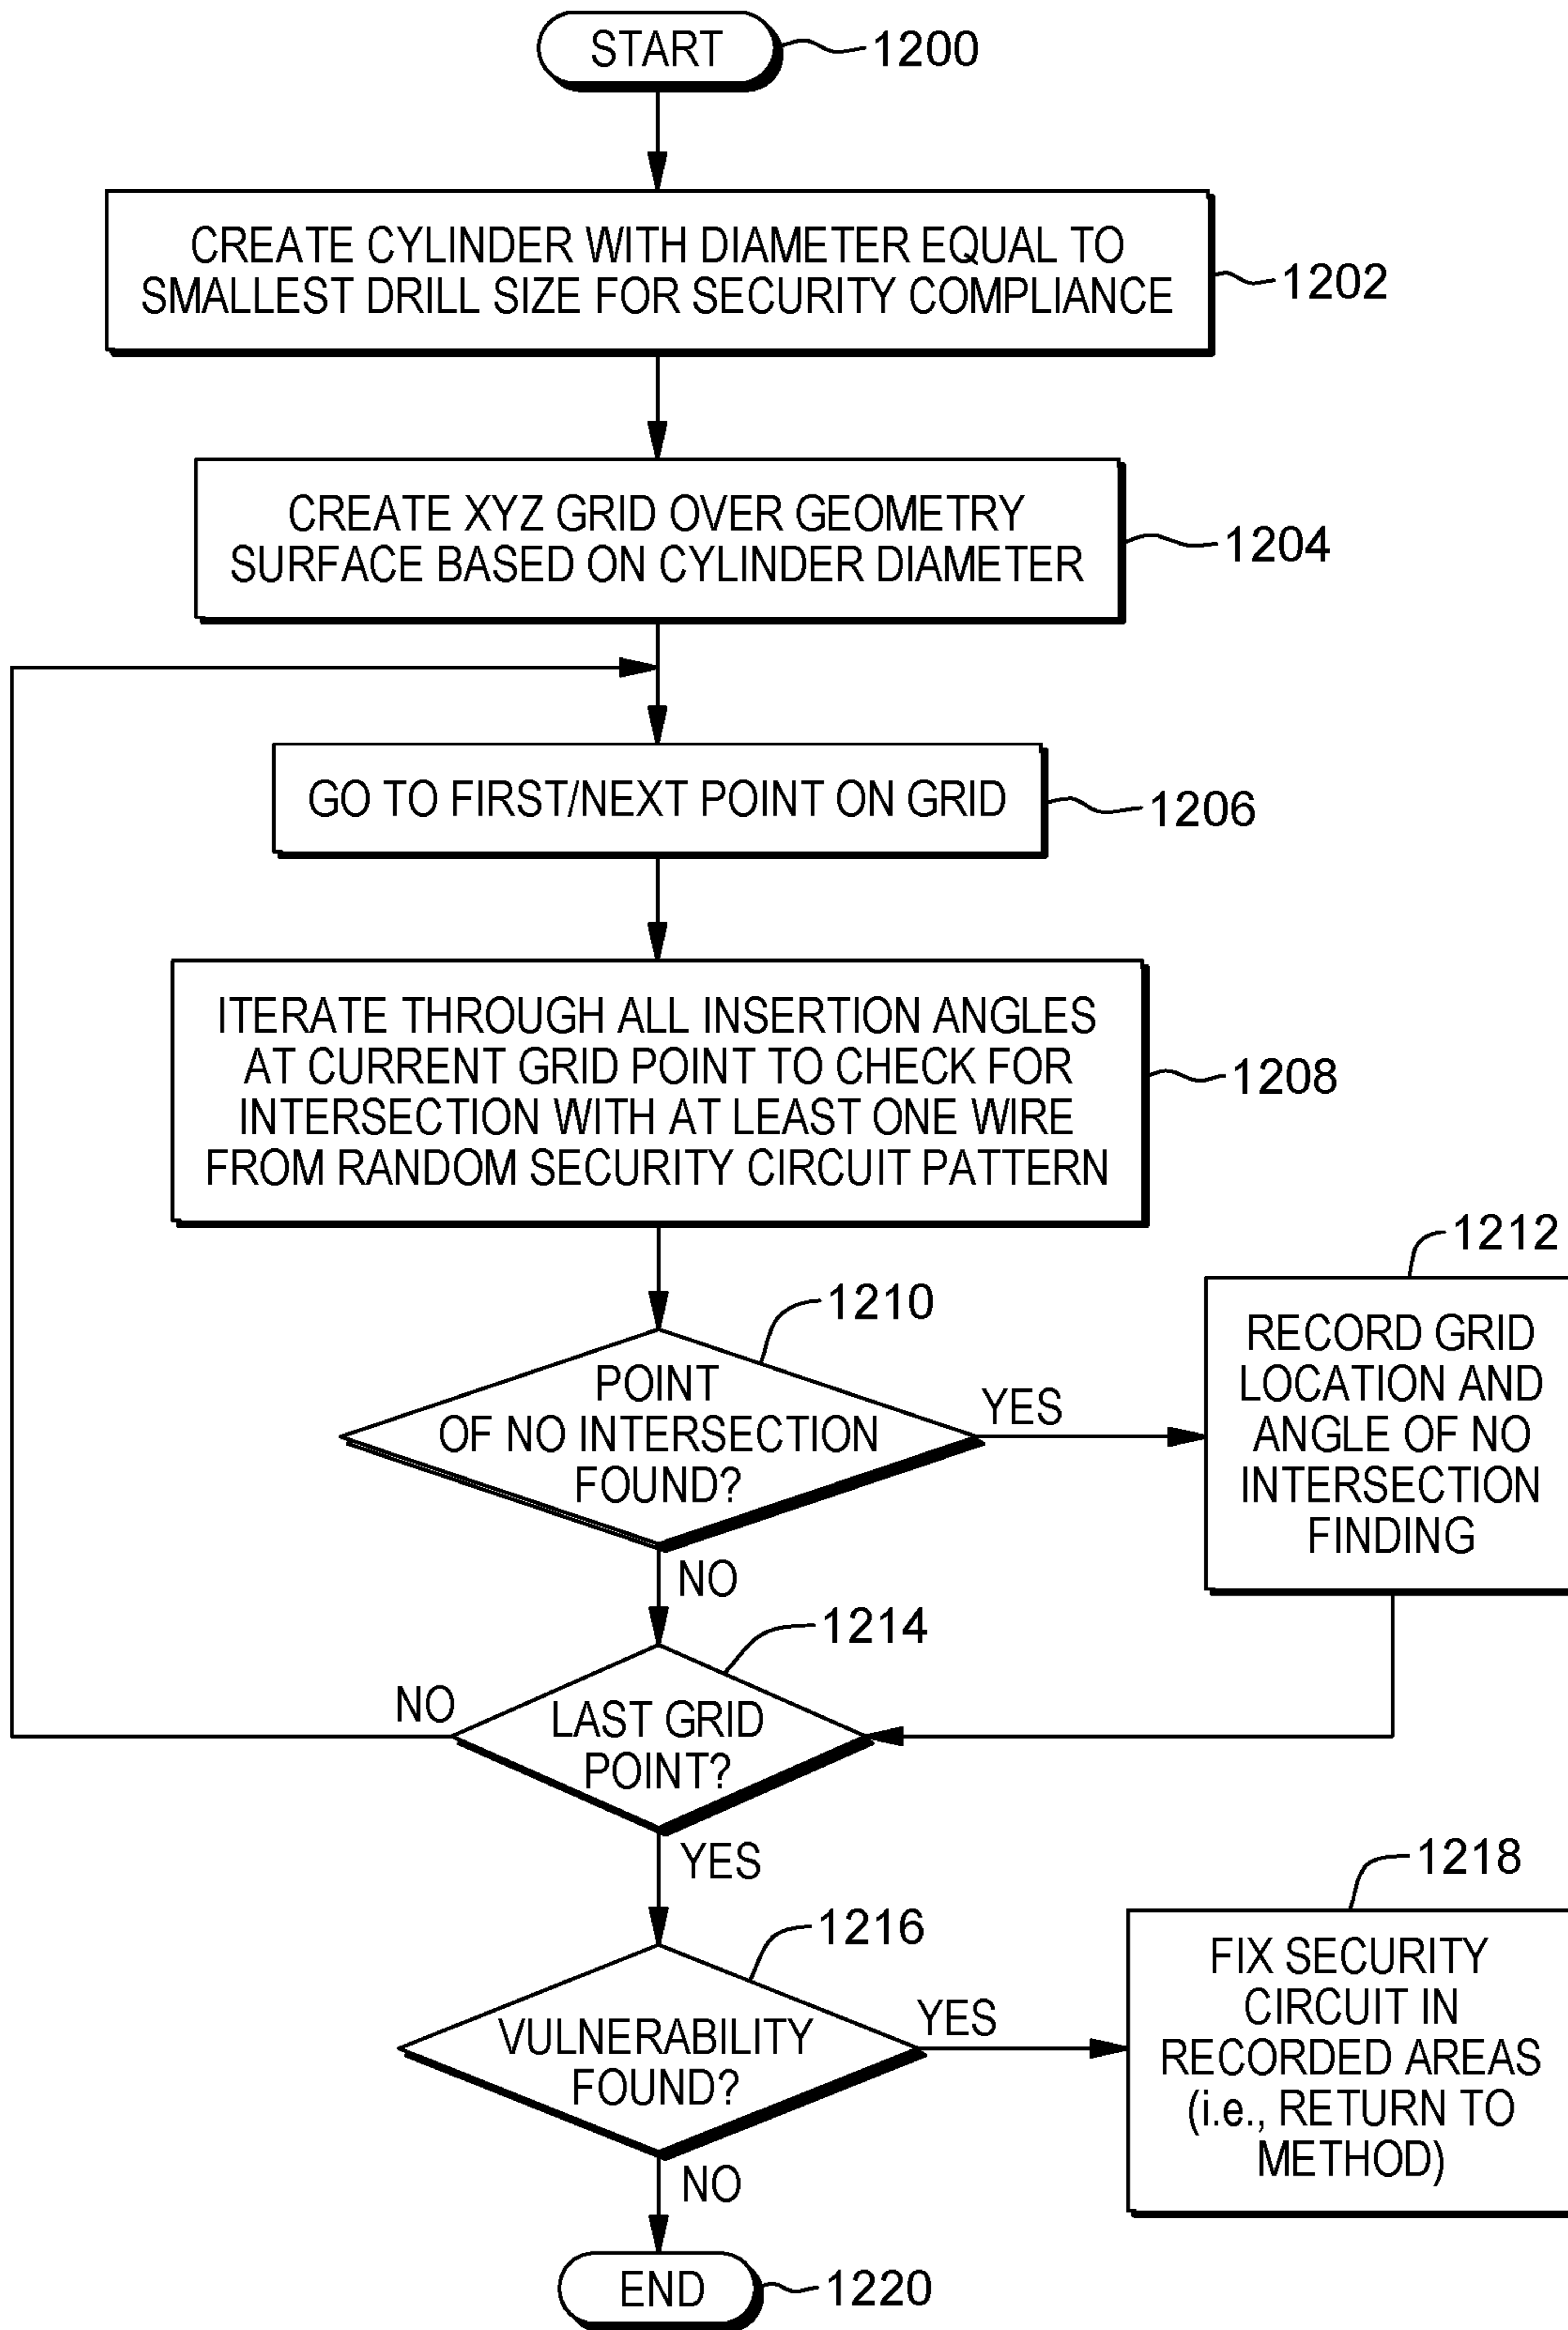 START
1200
CREATE CYLINDER WITH DIAMETER EQUAL TO
SMALLEST DRILL SIZE FOR SECURITY COMPLIANCE
1202
CREATE XYZ GRID OVER GEOMETRY
SURFACE BASED ON CYLINDER DIAMETER
1204
GO TO FIRST/NEXT POINT ON GRID
1206
ITERATE THROUGH ALL INSERTION ANGLES
AT CURRENT GRID POINT TO CHECK FOR
INTERSECTION WITH AT LEAST ONE WIRE
FROM RANDOM SECURITY CIRCUIT PATTERN
1208
1210
POINT
OF NO INTERSECTION
FOUND?
YES
NO
1212
RECORD GRID
LOCATION AND
ANGLE OF NO
INTERSECTION
FINDING
1214
LAST GRID
POINT?
NO
YES
1216
VULNERABILITY
FOUND?
YES
NO
1218
FIX SECURITY
CIRCUIT IN
RECORDED AREAS
(i.e., RETURN TO
METHOD)
END
1220